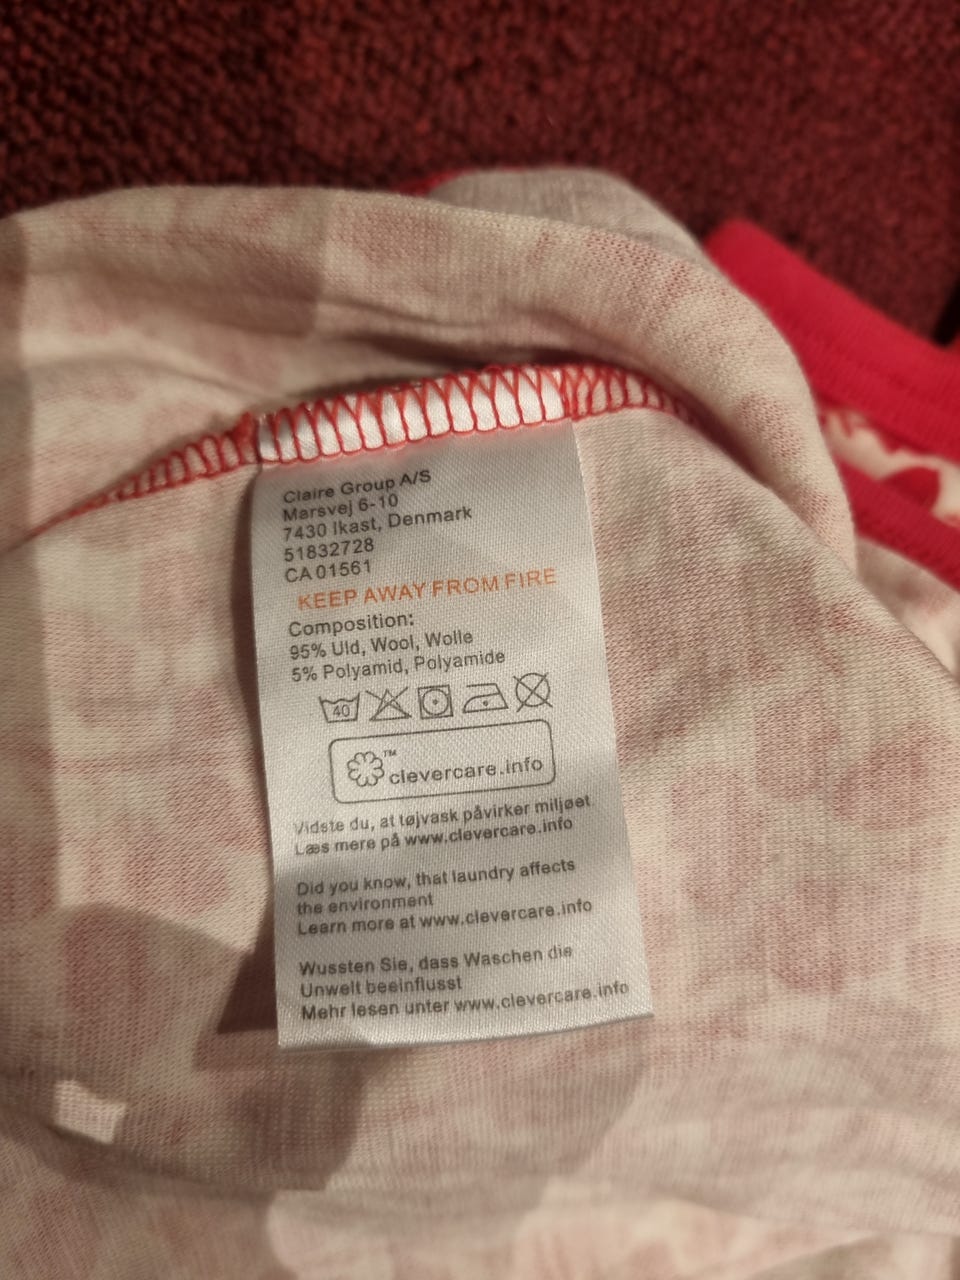 Claire Group A/S
Marsvej 6-10
7430 Ikast, Denmark
51832728
CA 01561
KEEP AWAY FROM FIRE
Composition:
95% Uld, Wool, Wolle
5% Polyamid, Polyamide
40
™
clevercare.info
Vidste du, at tøjvask påvirker miljøet
Læs mere på www.clevercare.info
Did you know, that laundry affects
the environment
Learn more at www.clevercare.info
Wussten Sie, dass Waschen die
Unwelt beeinflusst
Mehr lesen unter www.clevercare.info